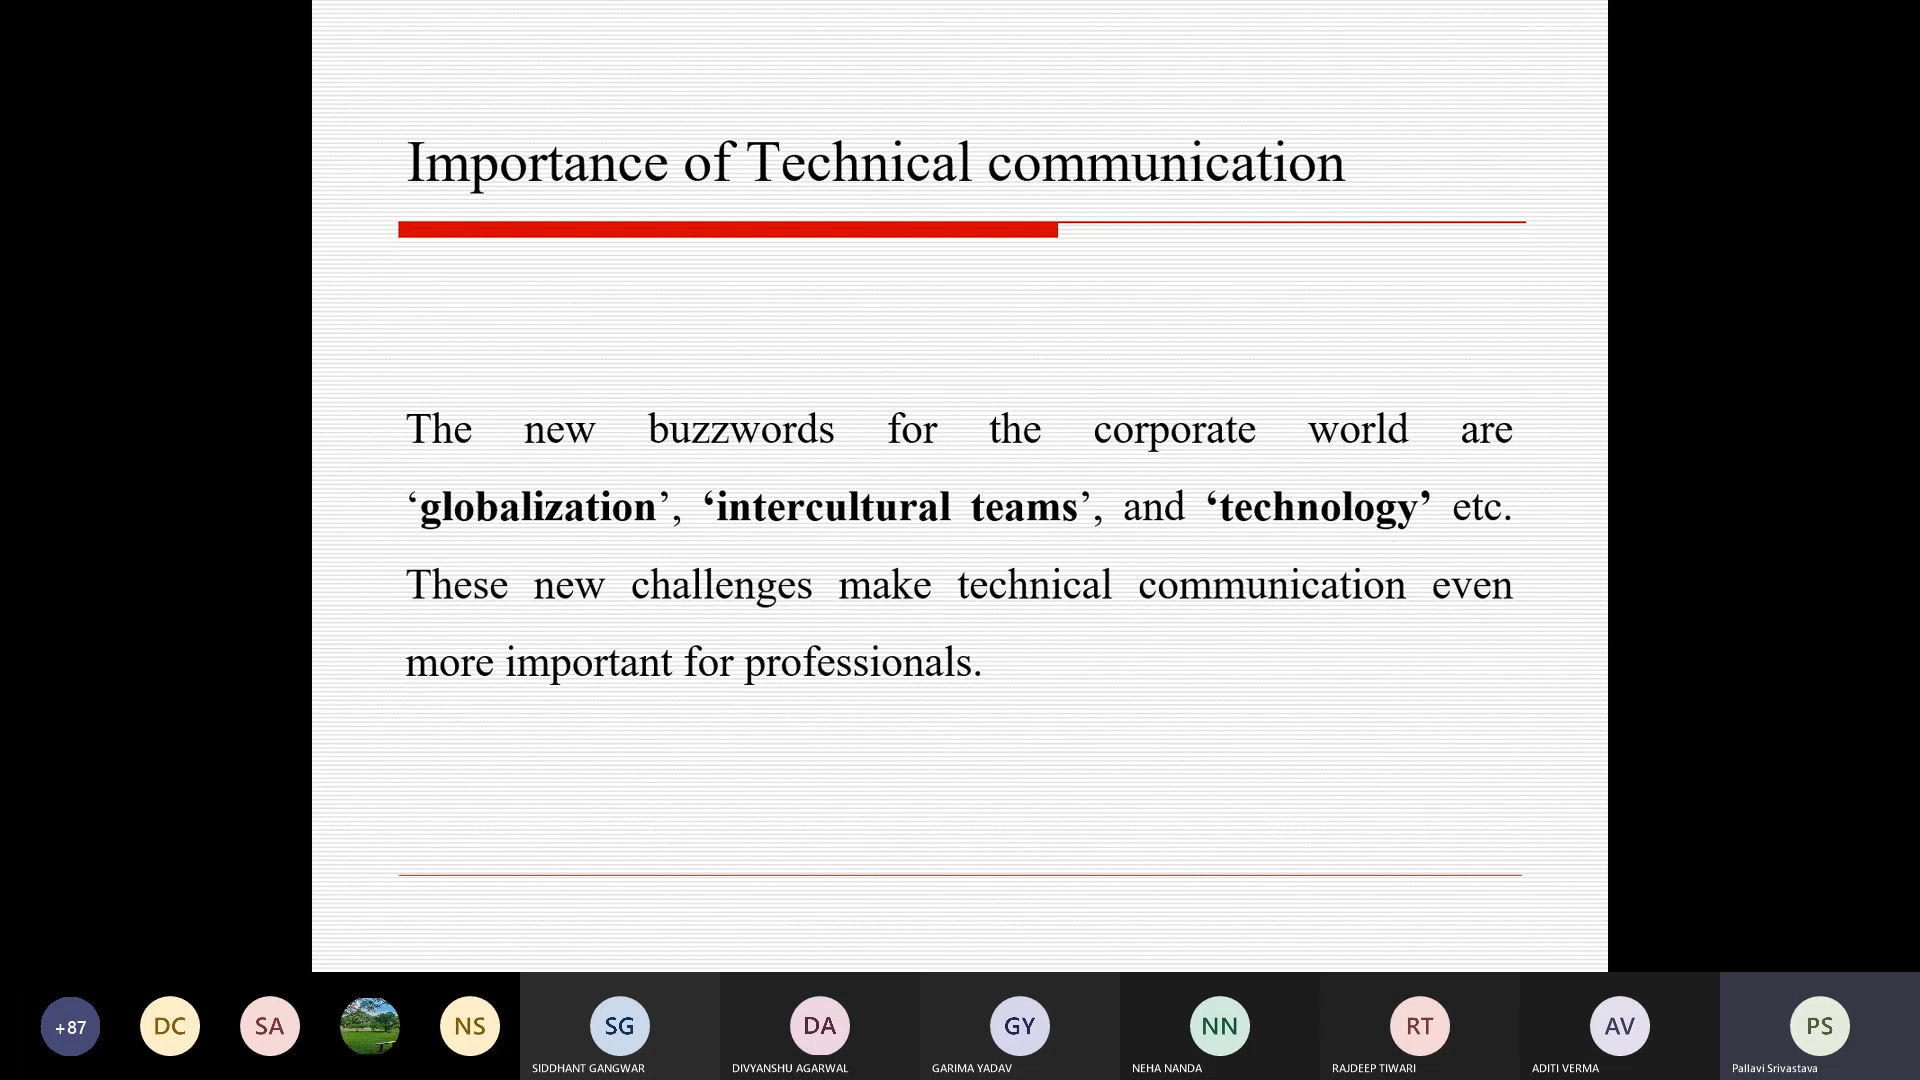 Importance of Technical communication
The new buzzwords for the corporate world are
‘globalization’, ‘intercultural teams’, and ‘technology’ etc.
These new challenges make technical communication even
more important for professionals.
+87
DC
SA
NS
SG
DA
GY
NN
RT
AV
PS
SIDDHANT GANGWAR
DIVYANSHU AGARWAL
GARIMA YADAV
NEHA NANDA
RAJDEEP TIWARI
ADITI VERMA
Pallavi Srivastava